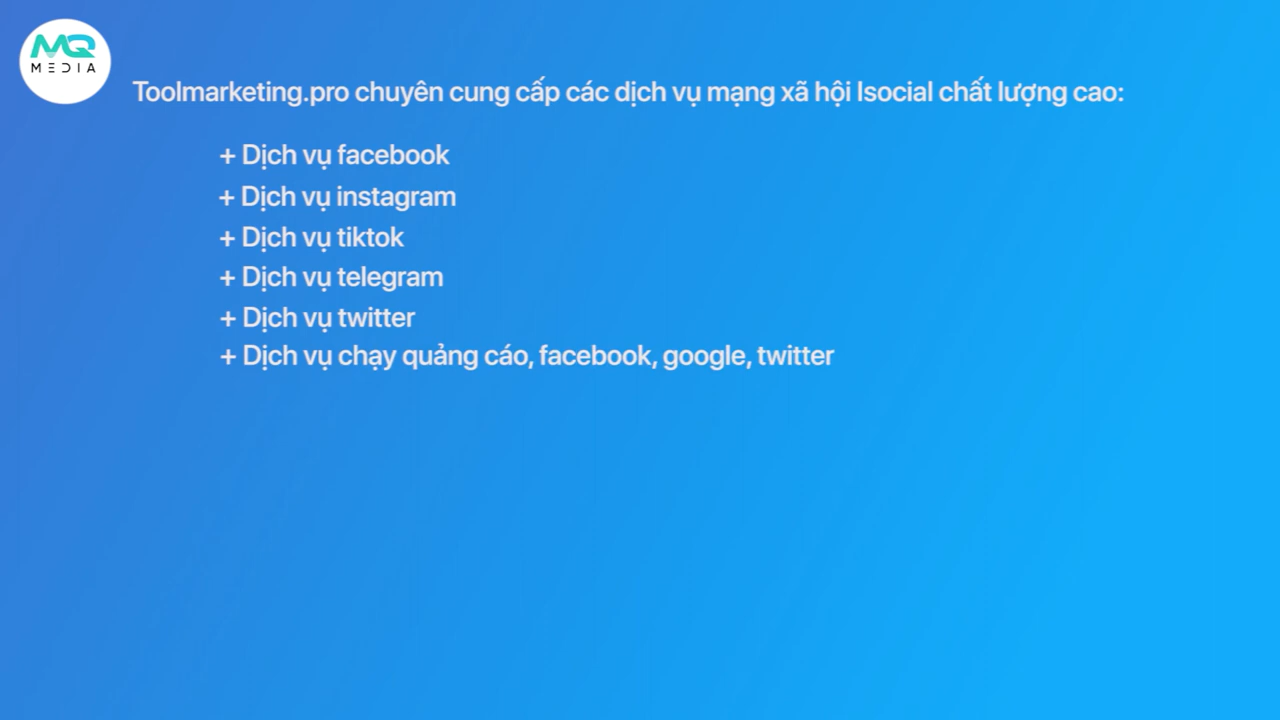 MQ
MEDIA
Toolmarketing.pro chuyên cung cấp các dịch vụ mạng xã hội Isocial chất lượng cao:
+ Dịch vụ facebook
+ Dịch vụ instagram
+ Dịch vụ tiktok
+ Dịch vụ telegram
+ Dịch vụ twitter
+ Dịch vụ chạy quảng cáo, facebook, google, twitter